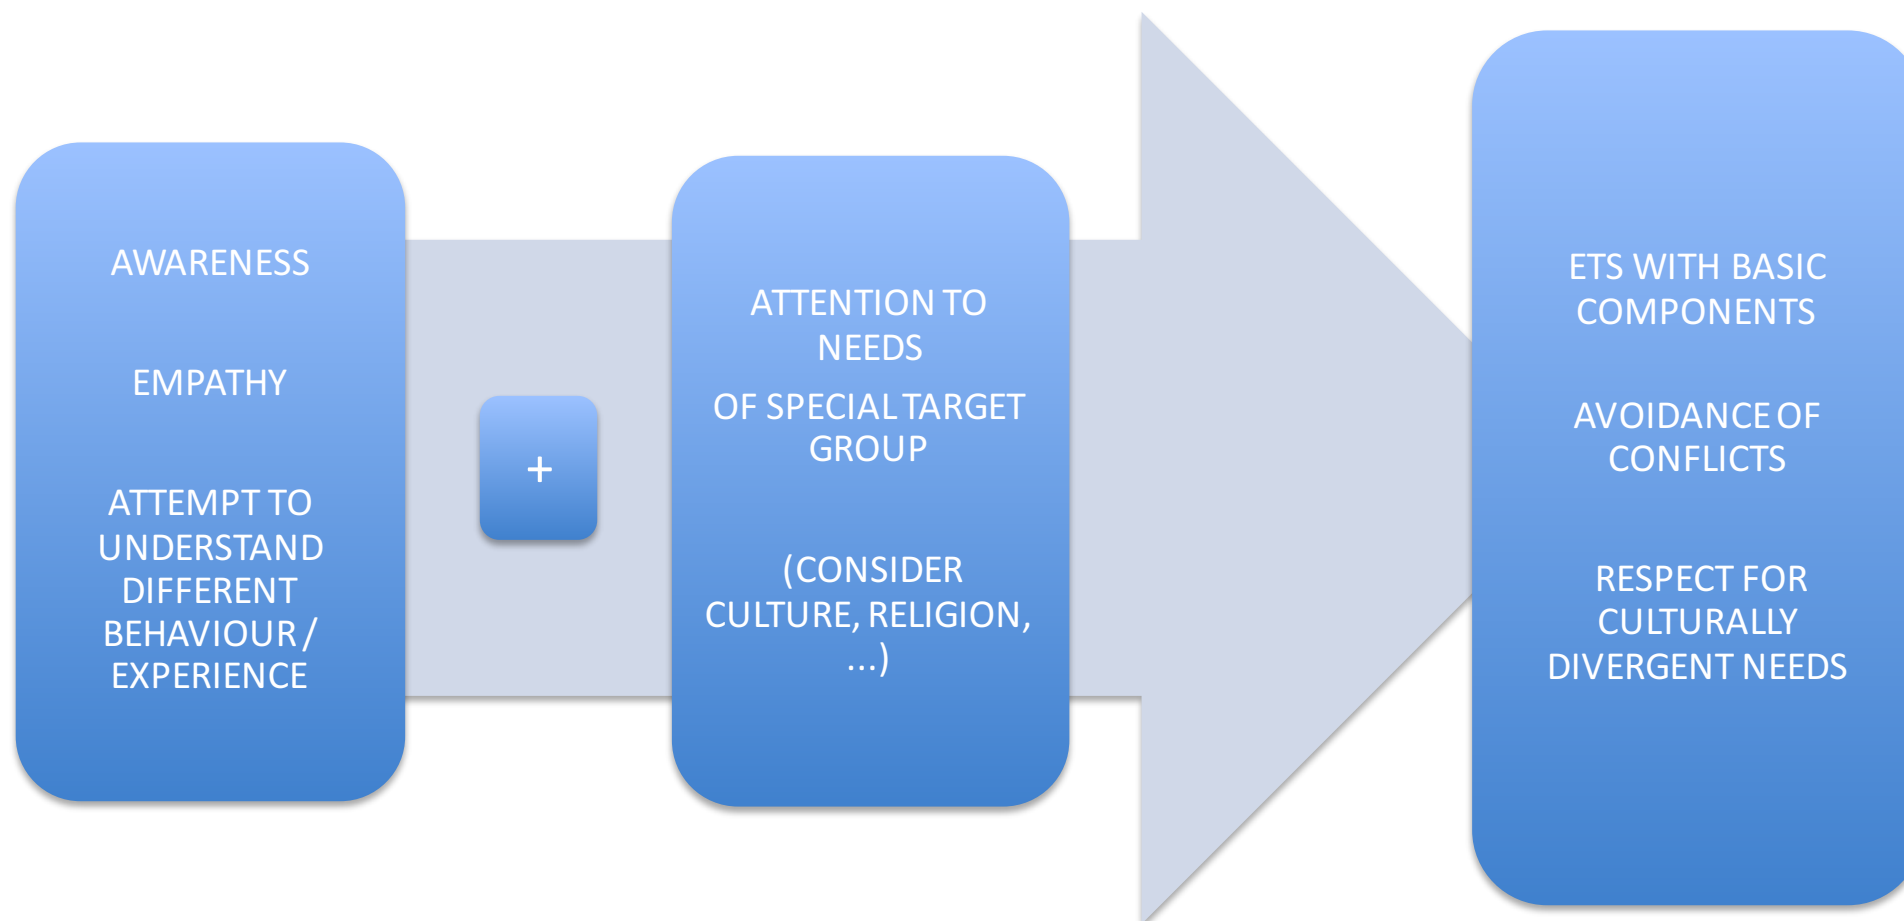 AWARENESS
EMPATHY
ATTEMPT TO
UNDERSTAND
DIFFERENT
BEHAVIOUR /
EXPERIENCE
+
ATTENTION TO
NEEDS
OF SPECIAL TARGET
GROUP
(CONSIDER
CULTURE, RELIGION,
...)
ETS WITH BASIC
COMPONENTS
AVOIDANCE OF
CONFLICTS
RESPECT FOR
CULTURALLY
DIVERGENT NEEDS